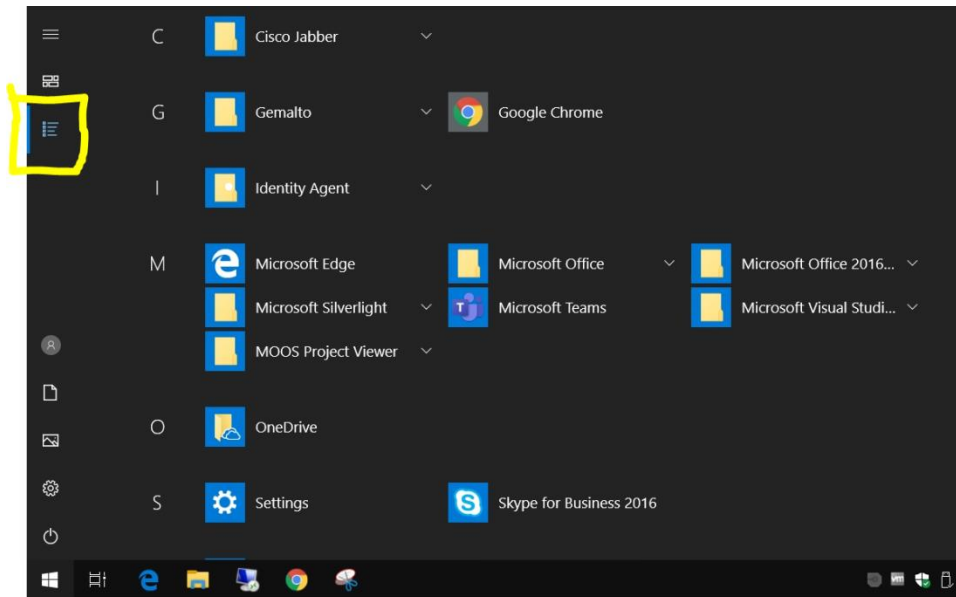 C Cisco Jabber
G Gemalto Google Chrome
I Identity Agent
M Microsoft Edge Microsoft Office Microsoft Office 2016...
Microsoft Silverlight Microsoft Teams Microsoft Visual Studi...
MOOS Project Viewer
O OneDrive
S Settings Skype for Business 2016